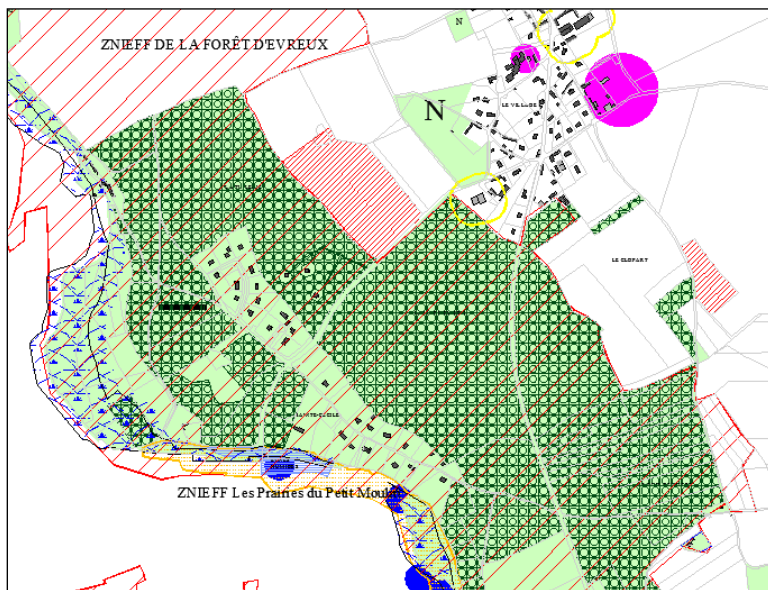 N
ZNIEFF DE LA FORÊT D'EVREUX
LE VILLAGE
N
LE CLOPART
ZNIEFF Les Prairies du Petit Moulin